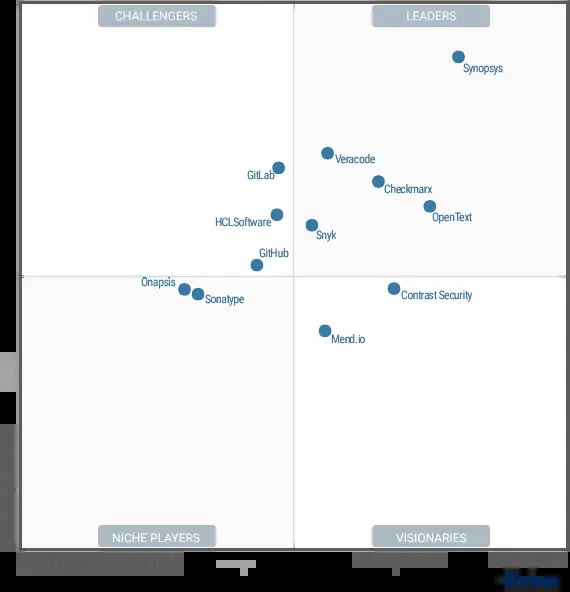 CHALLENGERS
LEADERS
Synopsys
Veracode
GitLab
Checkmarx
OpenText
HCLSoftware
Snyk
GitHub
Onapsis
Sonatype
Contrast Security
Mend.io
NICHE PLAYERS
VISIONARIES